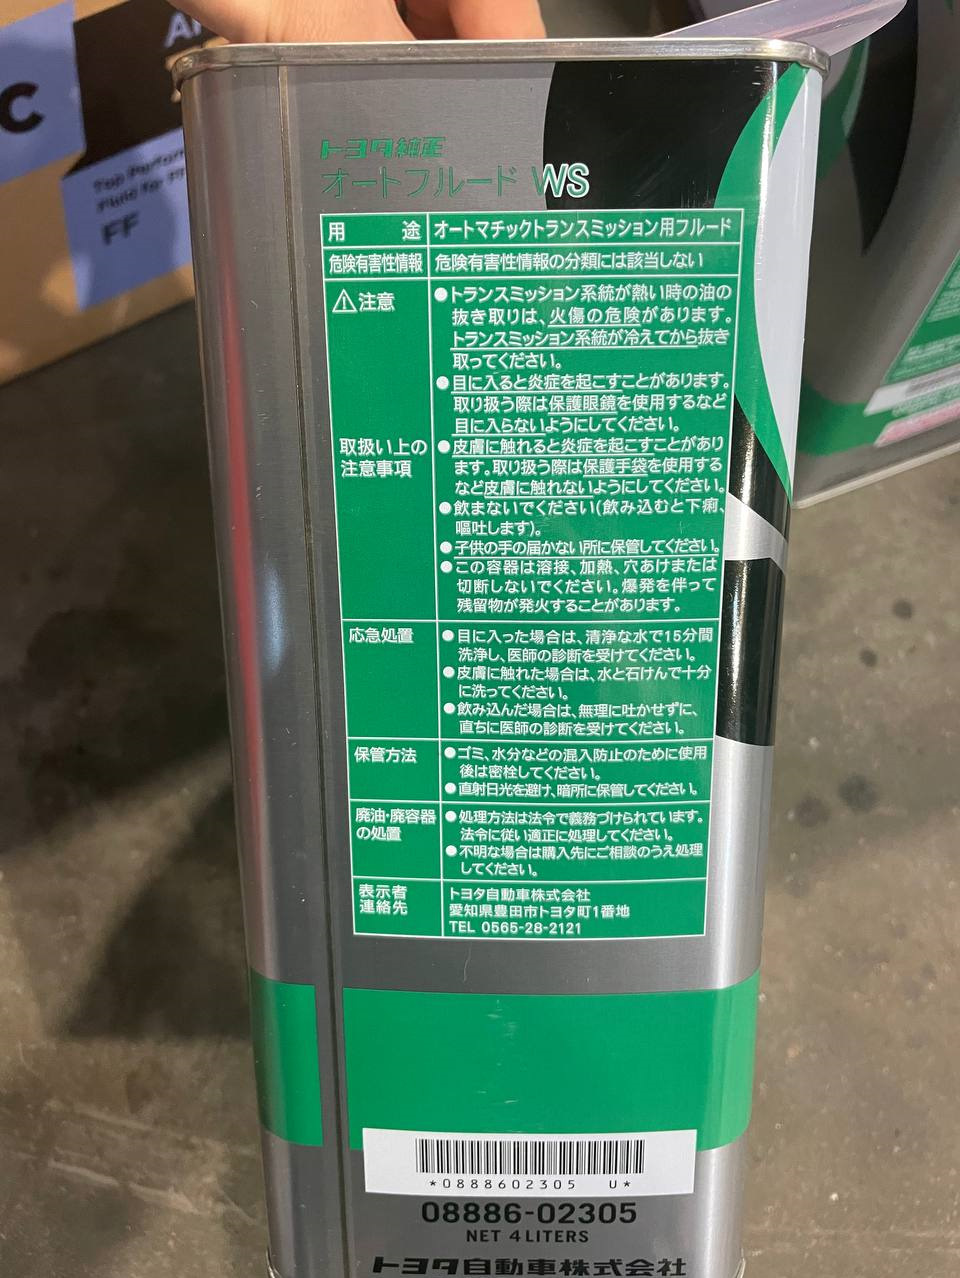 C
Top Perform
Fluid for
FF
トヨタ純正
オートフルード WS
用　途 オートマチックトランスミッション用フルード
危険有害性情報 危険有害性情報の分類には該当しない
⚠注意
取扱い上の
注意事項
●トランスミッション系統が熱い時の油の
抜き取りは、火傷の危険があります。
トランスミッション系統が冷えてから抜き
取ってください。
●目に入ると炎症を起こすことがあります。
取り扱う際は保護眼鏡を使用するなど
目に入らないようにしてください。
●皮膚に触れると炎症を起こすことがあり
ます。取り扱う際は保護手袋を使用する
など皮膚に触れないようにしてください。
●飲まないでください(飲み込むと下痢、
嘔吐します)。
●子供の手の届かない所に保管してください。
●この容器は溶接、加熱、穴あけまたは
切断しないでください。爆発を伴って
残留物が発火することがあります。
応急処置
●目に入った場合は、清浄な水で15分間
洗浄し、医師の診断を受けてください。
●皮膚に触れた場合は、水と石けんで十分
に洗ってください。
●飲み込んだ場合は、無理に吐かせずに、
直ちに医師の診断を受けてください。
保管方法
●ゴミ、水分などの混入防止のために使用
後は密栓してください。
●直射日光を避け、暗所に保管してください。
廃油・廃容器
の処置
●処理方法は法令で義務づけられています。
法令に従い適正に処理してください。
●不明な場合は購入先にご相談のうえ処理
してください。
表示者
連絡先
トヨタ自動車株式会社
愛知県豊田市トヨタ町1番地
TEL 0565-28-2121
*0888602305 U*
08886-02305
NET 4 LITERS
トヨタ自動車株式会社